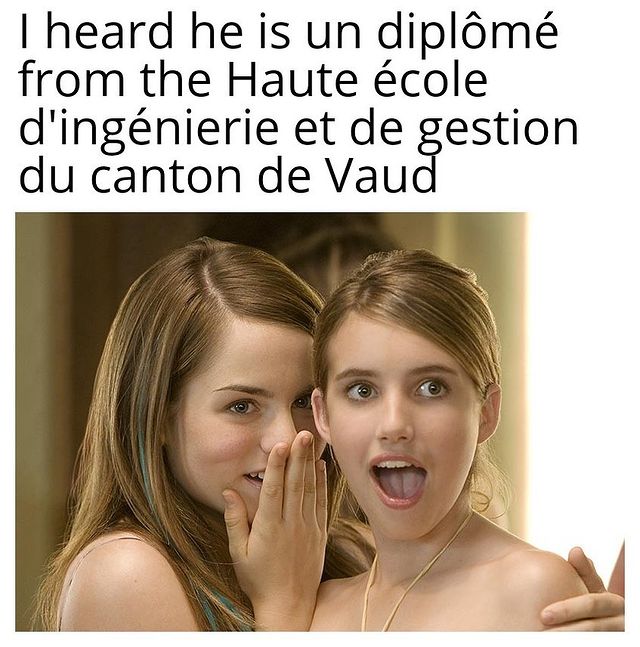 I heard he is un diplômé
from the Haute école
d'ingénierie et de gestion
du canton de Vaud